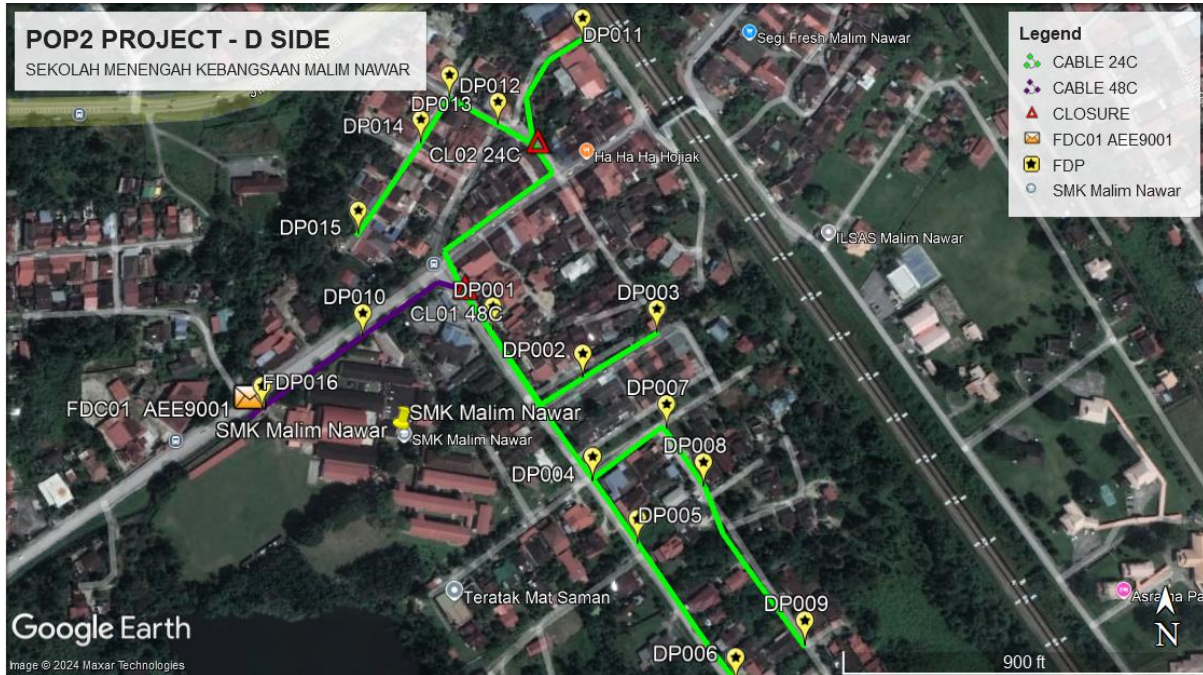 POP2 PROJECT - D SIDE
SEKOLAH MENENGAH KEBANGSAAN MALIM NAWAR
Legend
CABLE 24C
CABLE 48C
CLOSURE
FDC01 AEE9001
FDP
SMK Malim Nawar
DP011
Segi Fresh Malim Nawar
DP012
DP013
DP014
CL02 24C
Ha Ha Ha Hojiak
DP015
ILSAS Malim Nawar
DP001
DP010
CL01 48C
DP003
DP002
FDP016
DP007
FDC01 AEE9001
SMK Malim Nawar
SMK Malim Nawar
SMK Malim Nawar
DP004
DP008
DP005
Teratak Mat Saman
DP009
Asrama Pa
Google Earth
N
DP006
900 ft
Image © 2024 Maxar Technologies